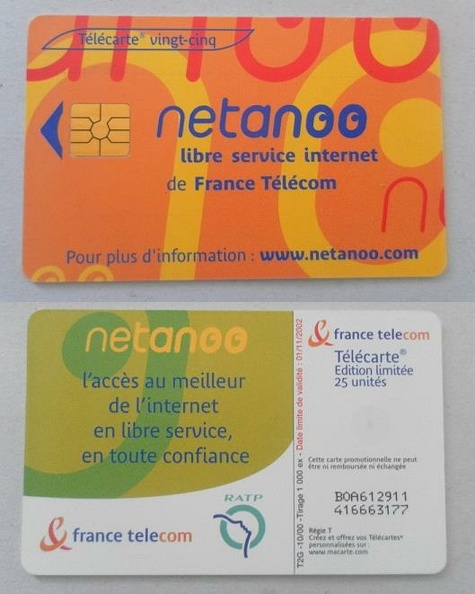 Télécarte® vingt-cinq
netanoo
libre service internet
de France Télécom
Pour plus d'information : www.netanoo.com
netanoo
l'accès au meilleur
de l'internet
en libre service,
en toute confiance
france telecom
RATP
T2G -10/00 -Tirage 1 000 ex - Date limite de validité : 01/11/2002
france telecom
Télécarte®
Edition limitée
25 unités
Cette carte promotionnelle ne peut
être ni remboursée ni échangée
B0A612911
416663177
Régie T
Créez et offrez vos Télécartes®
personnalisées sur :
www.macarte.com